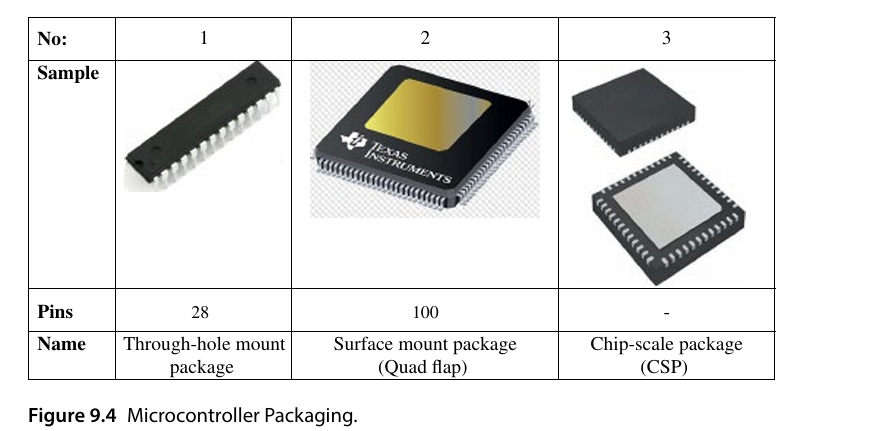 No: 1 2 3
Sample
TEXAS
INSTRUMENTS
Pins 28 100 -
Name Through-hole mount Surface mount package Chip-scale package
package (Quad flap) (CSP)
Figure 9.4 Microcontroller Packaging.